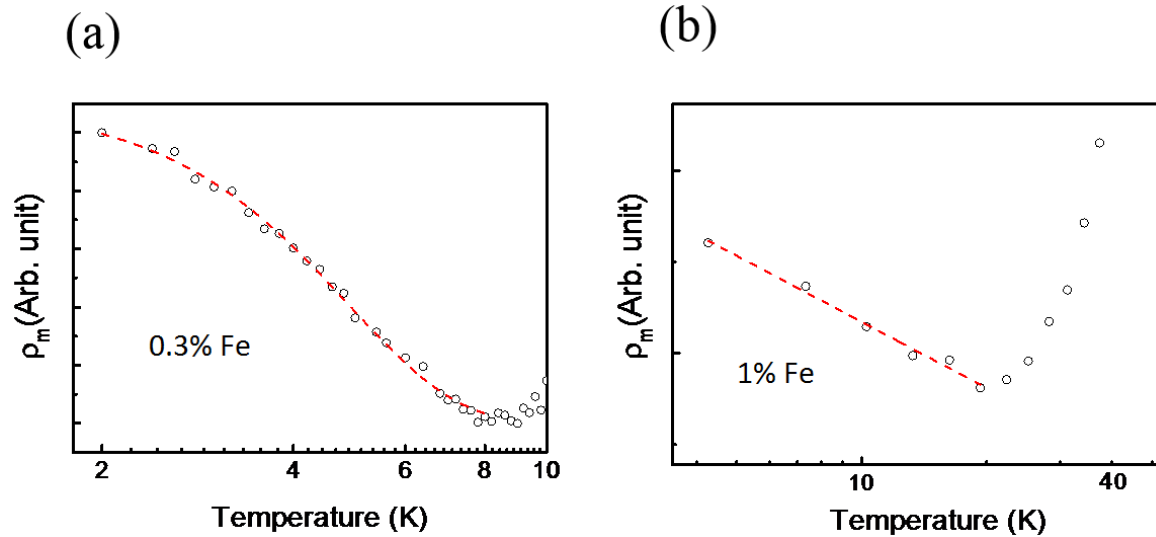 (a)
ρm(Arb. unit)
0.3% Fe
2 4 6 8 10
Temperature (K)
(b)
ρm(Arb. unit)
1% Fe
10 40
Temperature (K)